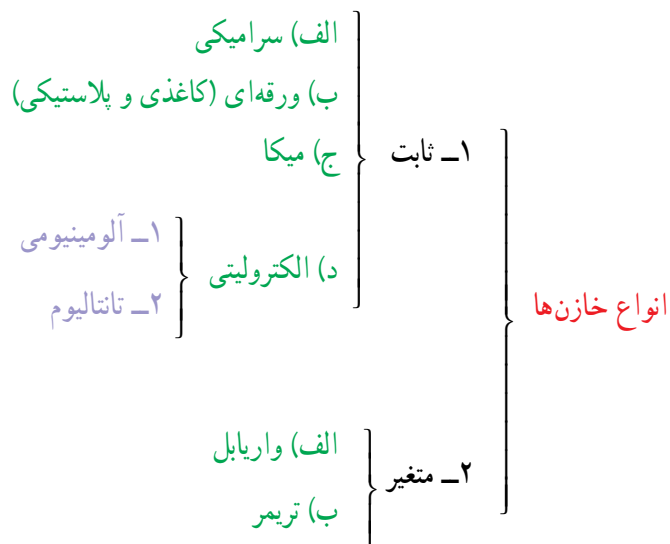 انواع خازن‌ها
۱ــ ثابت
الف) سرامیکی
ب) ورقه‌ای (کاغذی و پلاستیکی)
ج) میکا
د) الکترولیتی
۱ــ آلومینیومی
۲ــ تانتالیوم
۲ــ متغیر
الف) واریابل
ب) تریمر